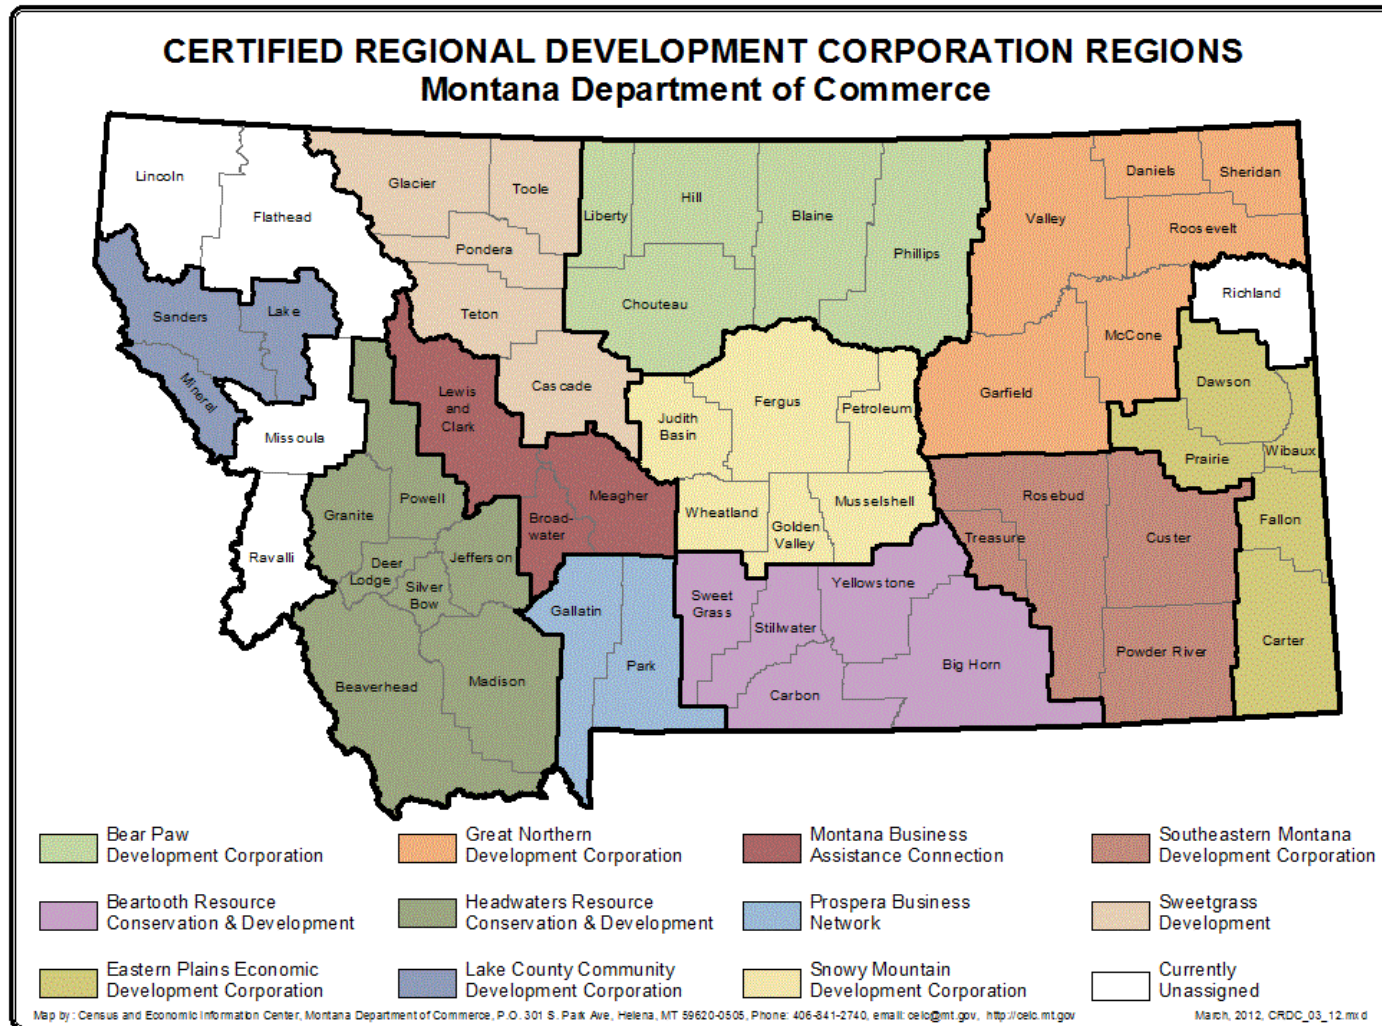 CERTIFIED REGIONAL DEVELOPMENT CORPORATION REGIONS
Montana Department of Commerce
Lincoln
Flathead
Glacier
Toole
Liberty
Hill
Blaine
Phillips
Valley
Daniels
Sheridan
Roosevelt
Pondera
Teton
Chouteau
Richland
Sanders
Lake
McCone
Mineral
Cascade
Lewis
and
Clark
Judith
Basin
Fergus
Petroleum
Garfield
Dawson
Missoula
Prairie
Wibaux
Granite
Powell
Meagher
Broad-
water
Wheatland
Golden
Valley
Musselshell
Rosebud
Treasure
Custer
Fallon
Ravalli
Deer
Lodge
Silver
Bow
Jefferson
Gallatin
Park
Sweet
Grass
Stillwater
Yellowstone
Carbon
Big Horn
Powder River
Carter
Beaverhead
Madison
Bear Paw
Development Corporation
Great Northern
Development Corporation
Montana Business
Assistance Connection
Southeastern Montana
Development Corporation
Beartooth Resource
Conservation & Development
Headwaters Resource
Conservation & Development
Prospera Business
Network
Sweetgrass
Development
Eastern Plains Economic
Development Corporation
Lake County Community
Development Corporation
Snowy Mountain
Development Corporation
Currently
Unassigned
Map by: Census and Economic Information Center, Montana Department of Commerce, P.O. 301 S. Park Ave, Helena, MT 59620-0505, Phone: 406-841-2740, email: ceic@mt.gov, http://ceic.mt.gov
March, 2012, CRDC_03_12.mxd